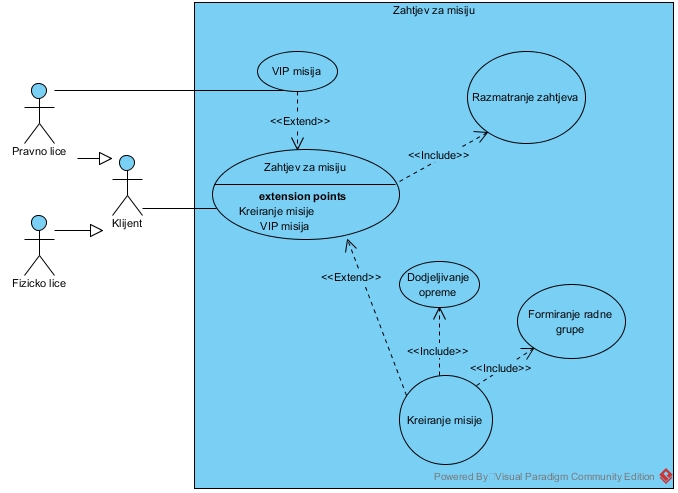 Zahtjev za misiju
VIP misija
Razmatranje zahtjeva
<<Extend>>
Pravno lice
<<Include>>
Zahtjev za misiju
extension points
Kreiranje misije
VIP misija
Klijent
Fizicko lice
<<Extend>>
Dodjeljivanje
opreme
Formiranje radne
grupe
<<Include>>
<<Include>>
Kreiranje misije
Powered By Visual Paradigm Community Edition